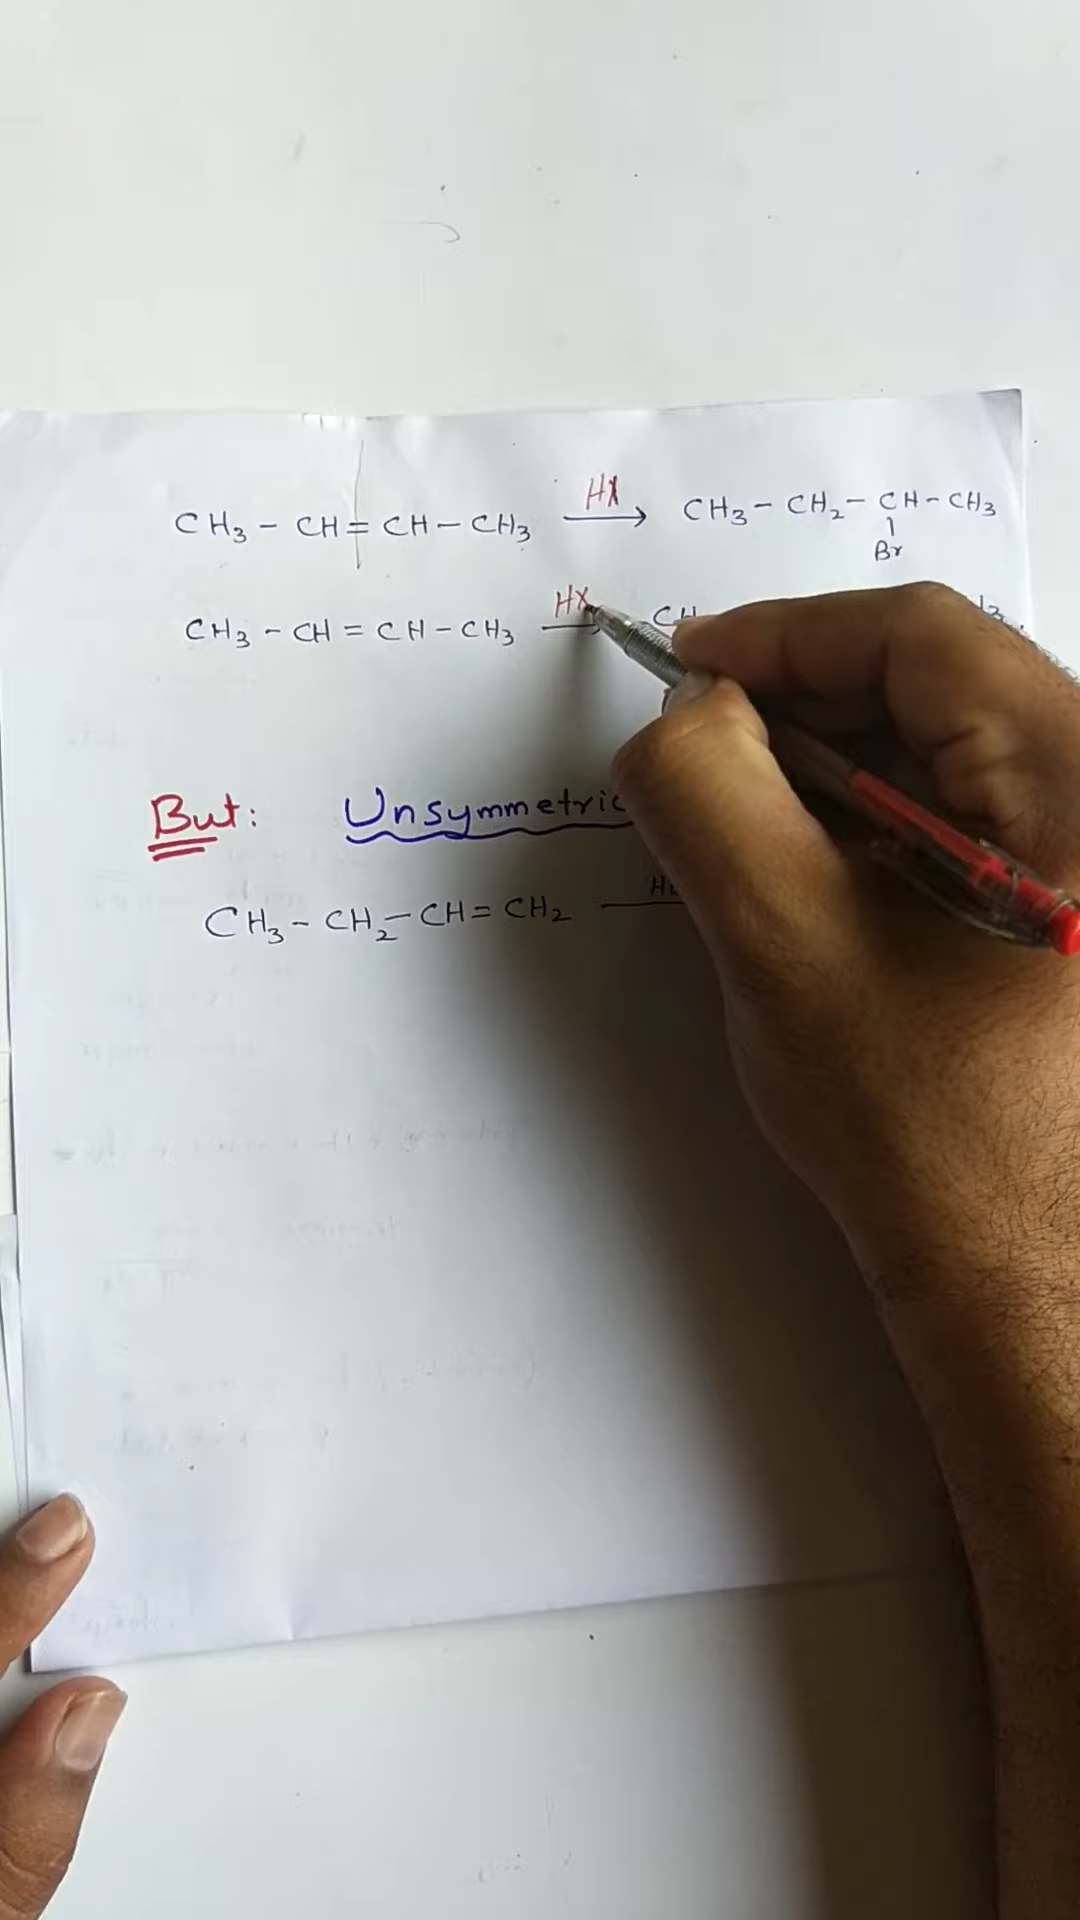 CH₃ - CH = CH - CH₃ HX → CH₃ - CH₂ - CH - CH₃
Br
CH₃ - CH = CH - CH₃ HX → CH
But: Unsymmetric
CH₃ - CH₂ - CH = CH₂